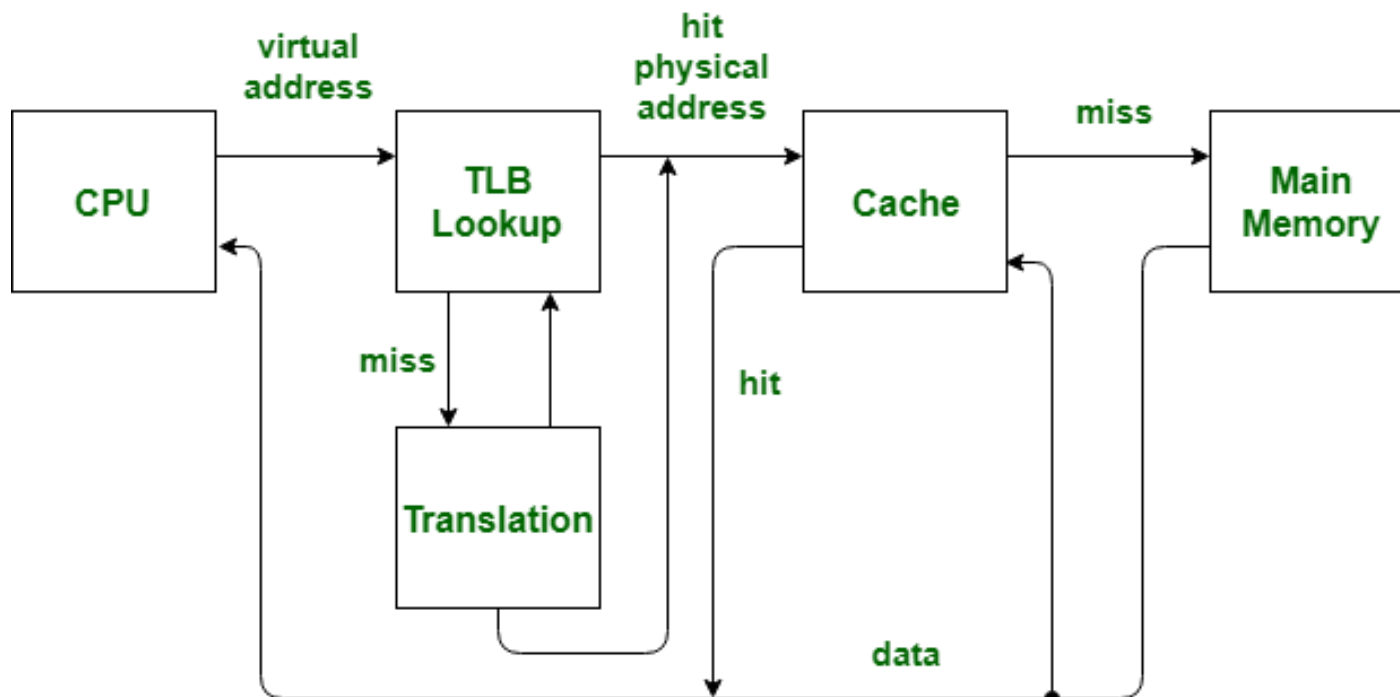 virtual
address
hit
physical
address
miss
CPU
TLB
Lookup
Cache
Main
Memory
miss
hit
Translation
data